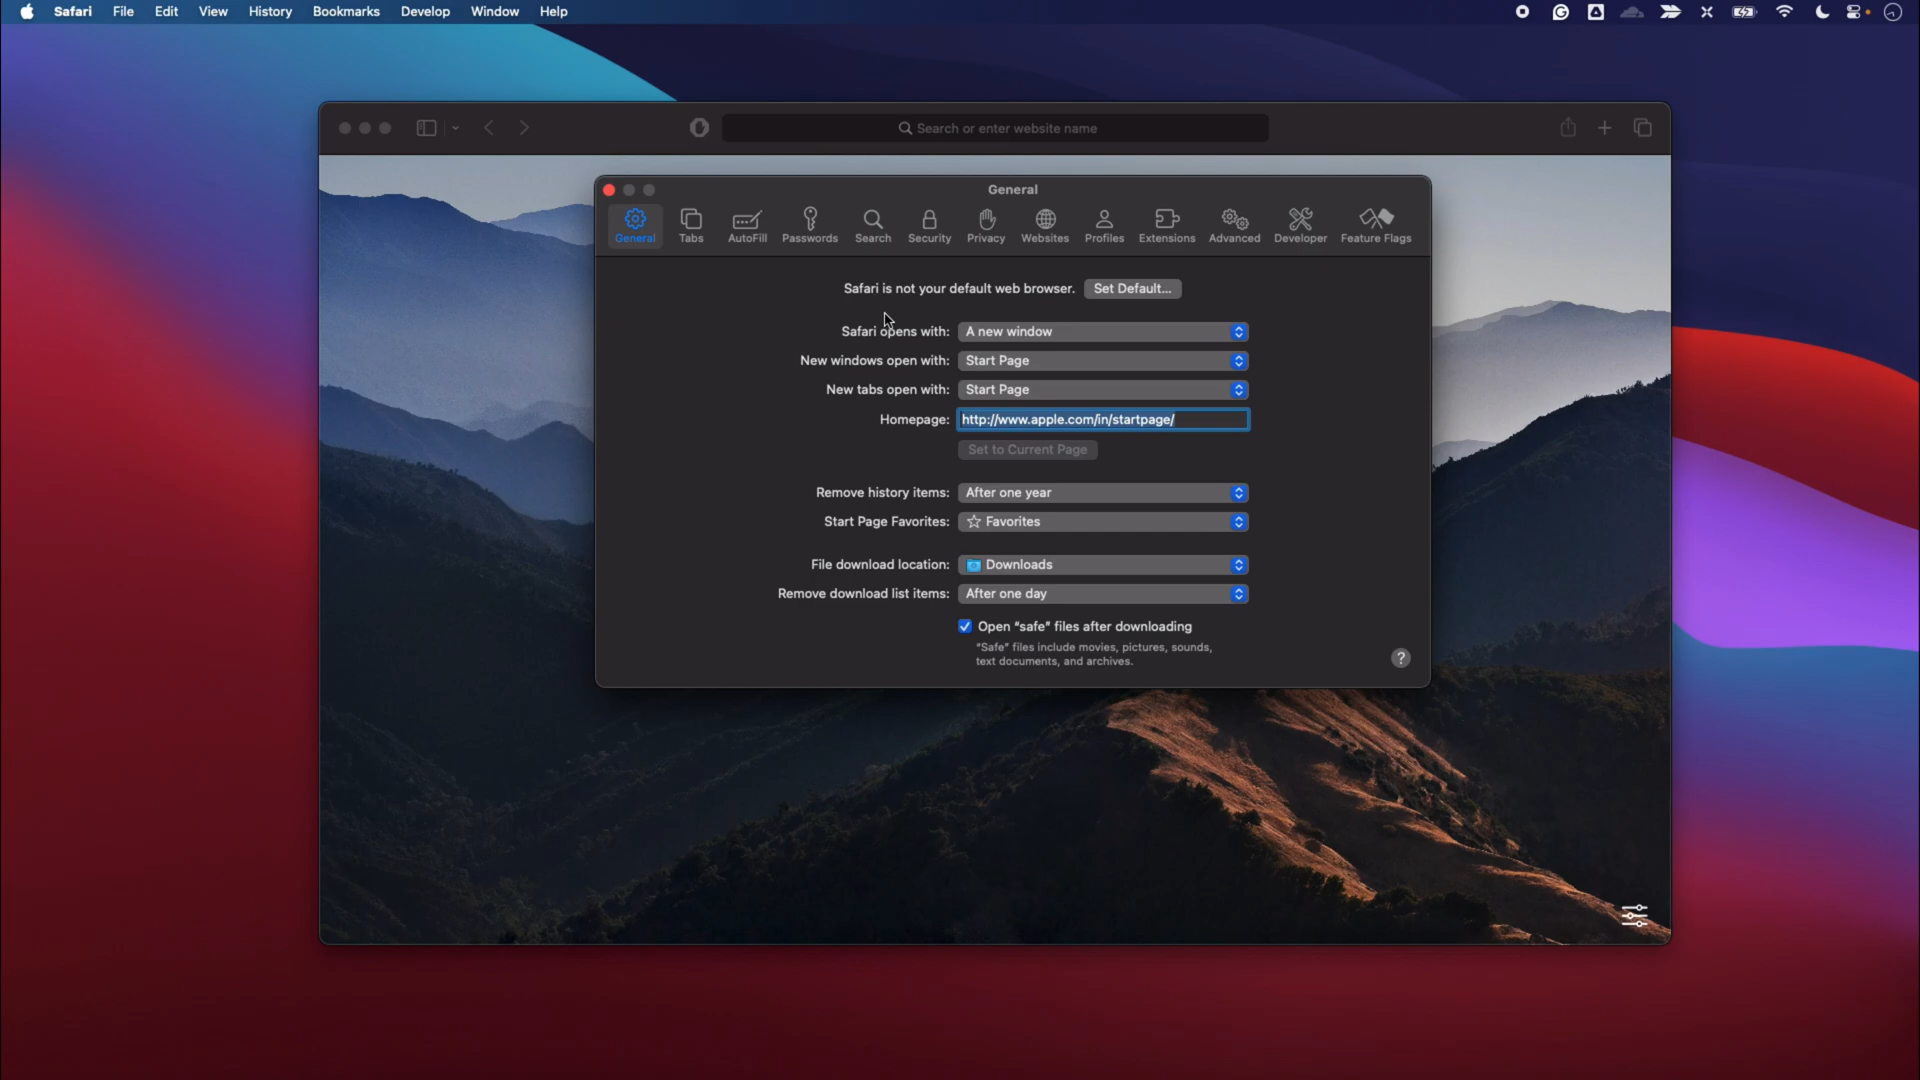 Safari File Edit View History Bookmarks Develop Window Help
Search or enter website name
General
General Tabs AutoFill Passwords Search Security Privacy Websites Profiles Extensions Advanced Developer Feature Flags
Safari is not your default web browser. Set Default...
Safari opens with: A new window
New windows open with: Start Page
New tabs open with: Start Page
Homepage: http://www.apple.com/in/startpage/
Set to Current Page
Remove history items: After one year
Start Page Favorites: Favorites
File download location: Downloads
Remove download list items: After one day
Open "safe" files after downloading
"Safe" files include movies, pictures, sounds,
text documents, and archives.
?